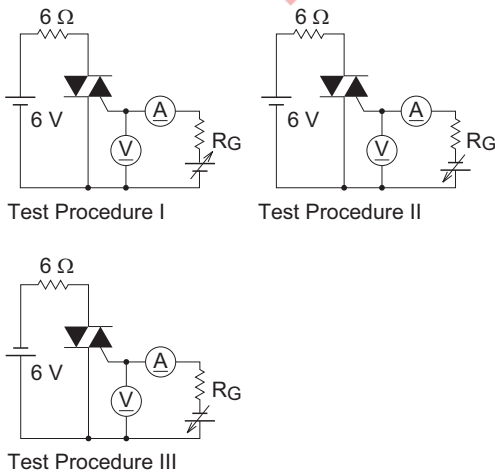 6 Ω
6 V
A
V
RG
Test Procedure I
6 Ω
6 V
A
V
RG
Test Procedure II
6 Ω
6 V
A
V
RG
Test Procedure III